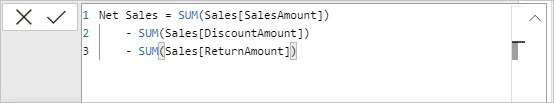 1 Net Sales = SUM(Sales[SalesAmount])
2     - SUM(Sales[DiscountAmount])
3     - SUM(Sales[ReturnAmount])